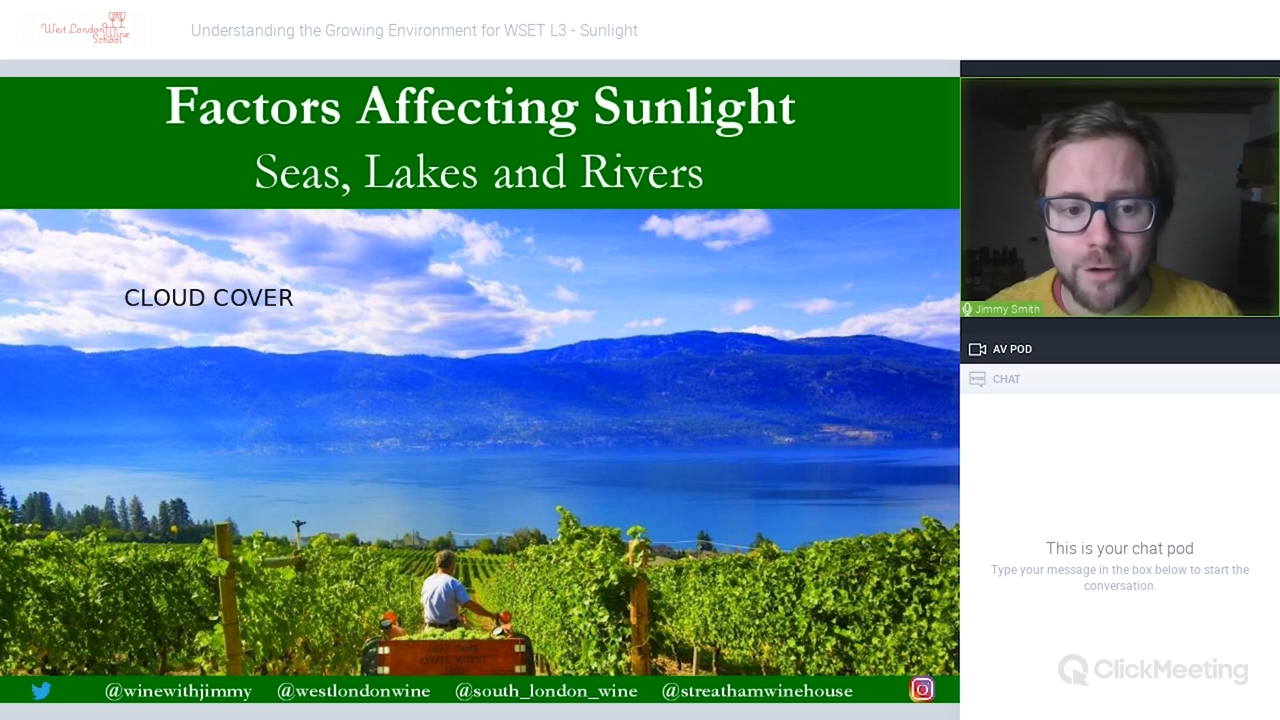 West London Wine
School
Understanding the Growing Environment for WSET L3 - Sunlight
Factors Affecting Sunlight
Seas, Lakes and Rivers
CLOUD COVER
@winewithjimmy @westlondonwine @south_london_wine @streathamwinehouse
Jimmy Smith
AV POD
CHAT
This is your chat pod
Type your message in the box below to start the
conversation.
ClickMeeting